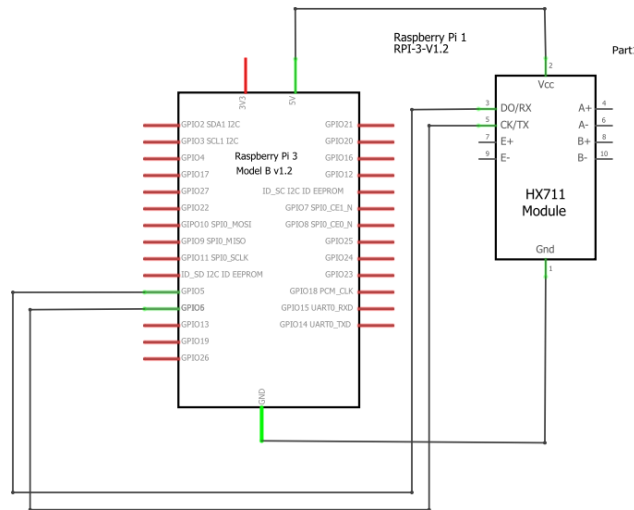 Raspberry Pi 1
RPI-3-V1.2
Part
3V3
5V
Raspberry Pi 3
Model B v1.2
GPIO2 SDA1 I2C
GPIO3 SCL1 I2C
GPIO4
GPIO17
GPIO27
GPIO22
GIPO10 SPI0_MOSI
GPIO9 SPI0_MISO
GPIO11 SPI0_SCLK
ID_SD I2C ID EEPROM
GPIO5
GPIO6
GPIO13
GPIO19
GPIO26
GPIO21
GPIO20
GPIO16
GPIO12
ID_SC I2C ID EEPROM
GPIO7 SPI0_CE1_N
GPIO8 SPI0_CE0_N
GPIO25
GPIO24
GPIO23
GPIO18 PCM_CLK
GPIO15 UART0_RXD
GPIO14 UART0_TXD
GND
2
Vcc
3 DO/RX
5 CK/TX
7 E+
9 E-
A+ 4
A- 6
B+ 8
B- 10
HX711
Module
Gnd
1